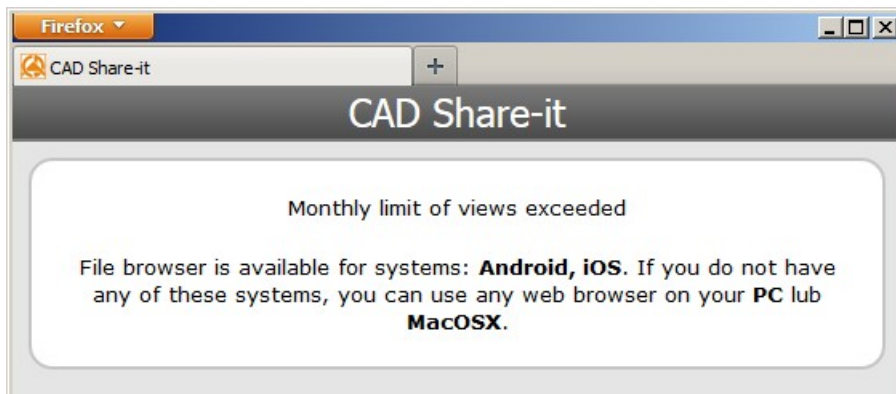 Firefox
CAD Share-it
CAD Share-it
Monthly limit of views exceeded
File browser is available for systems: Android, iOS. If you do not have
any of these systems, you can use any web browser on your PC lub
MacOSX.